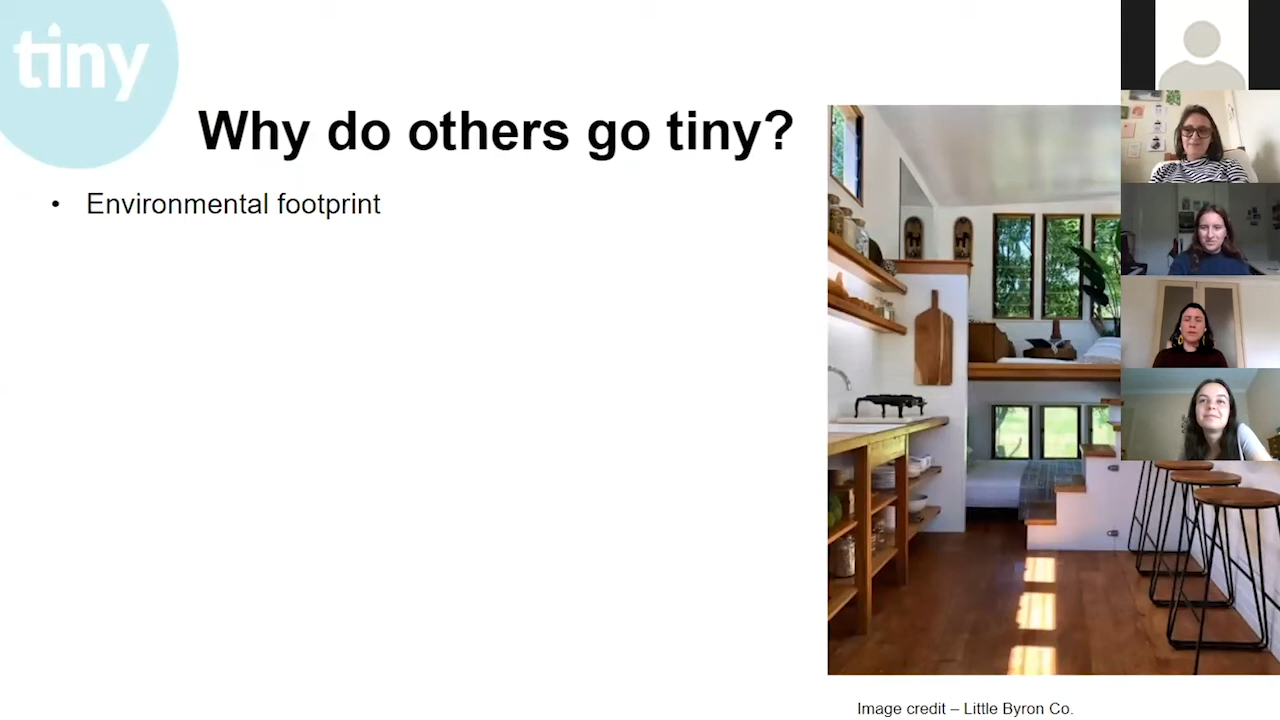 tiny
Why do others go tiny?
• Environmental footprint
Image credit – Little Byron Co.